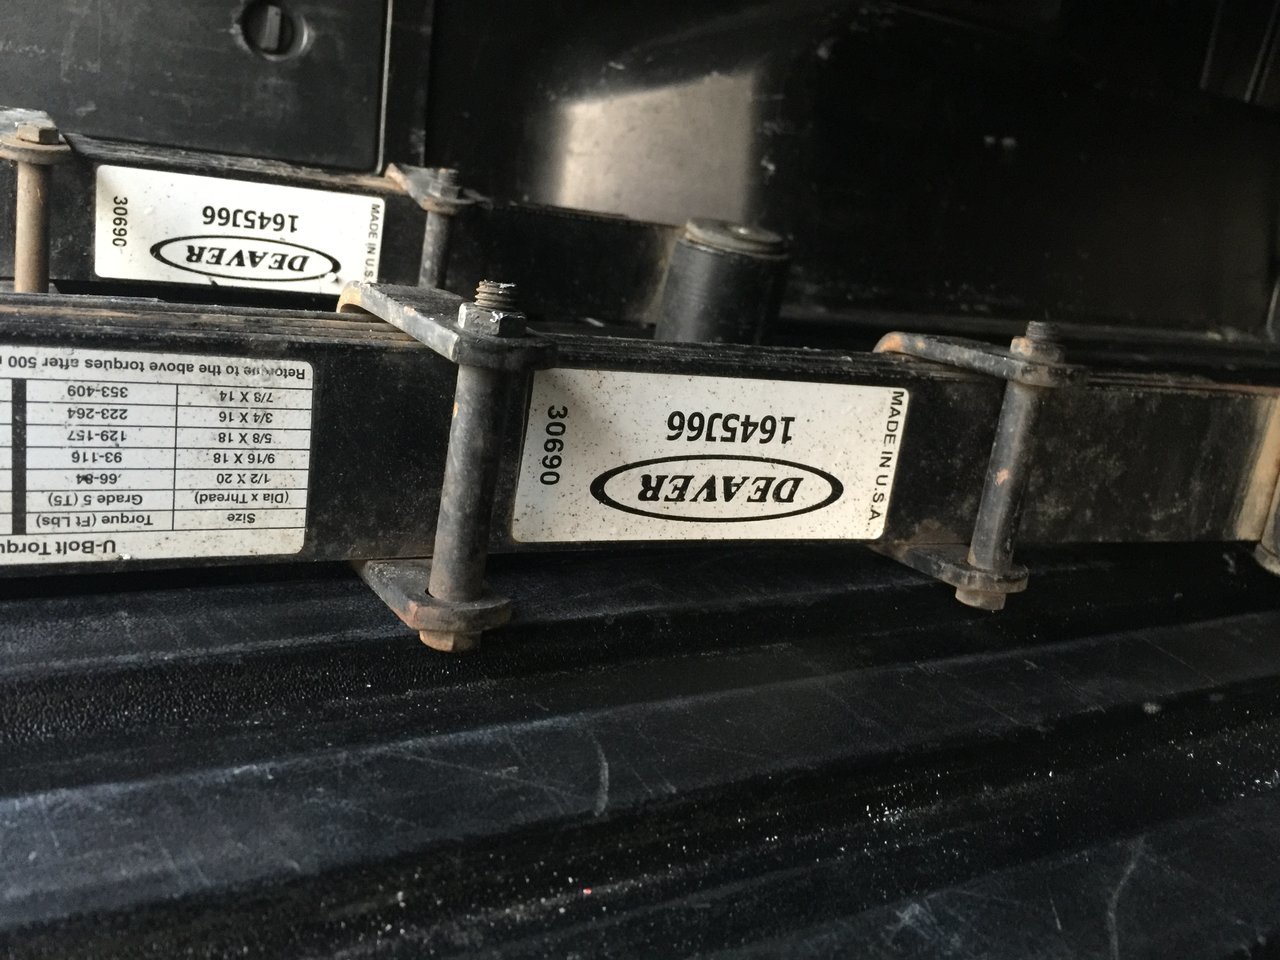 MADE IN U.S.
DEAVER
1645J66
30690
MADE IN U.S.A.
DEAVER
1645J66
30690
U-Bolt Torqu
Size Torque (Ft Lbs)
(Dia x Thread) Grade 5 (T5)
1/2 X 20 66-84
9/16 X 18 93-116
5/8 X 18 129-157
3/4 X 16 223-264
7/8 X 14 353-409
Retorque to the above torques after 500